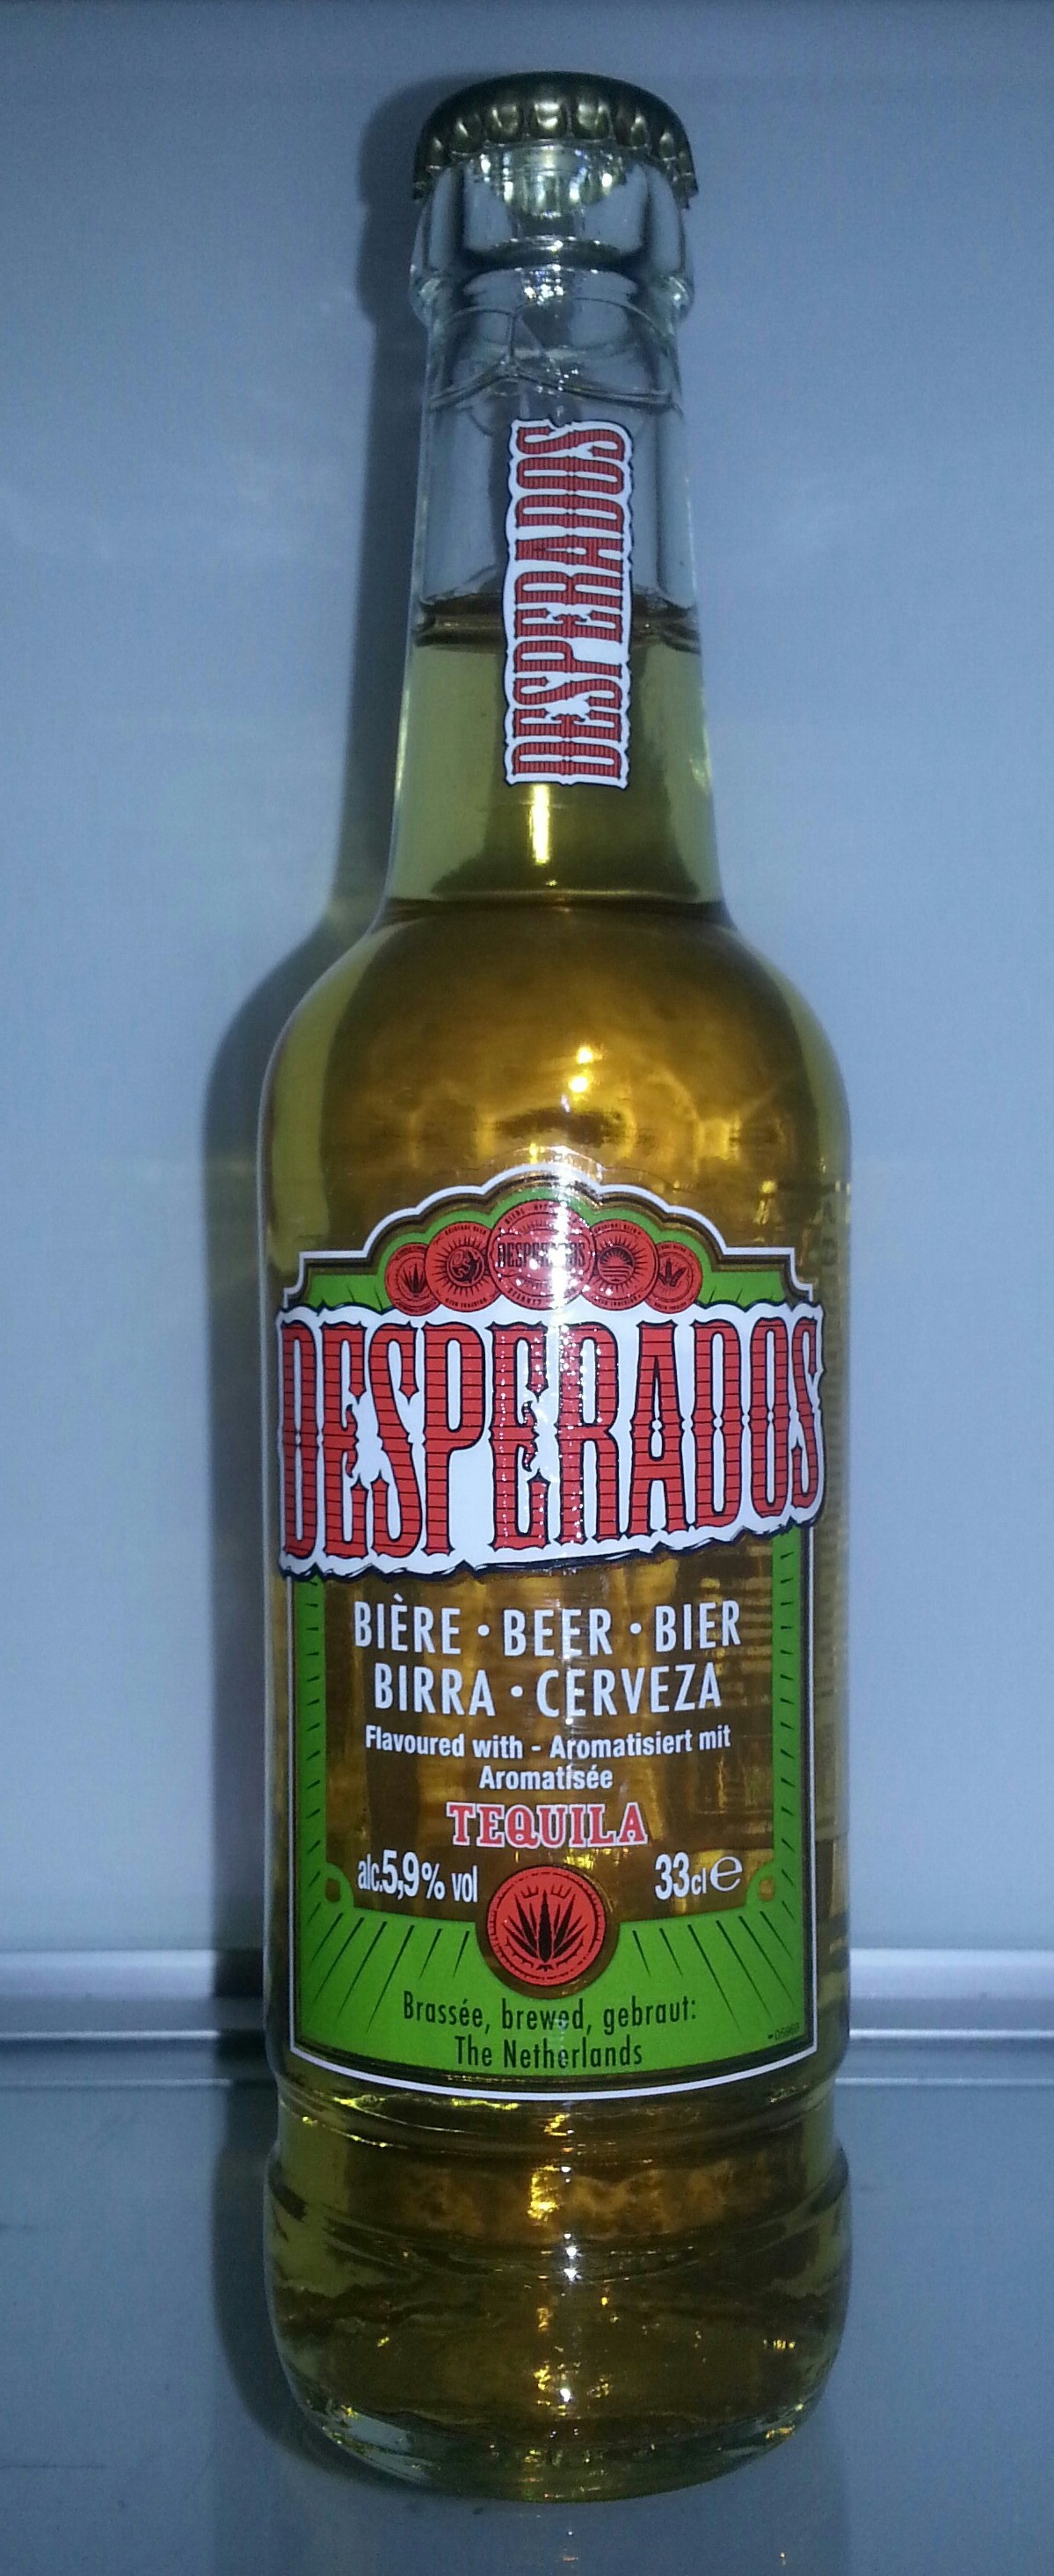 DESPERADOS
DESPERADOS
DESPERADOS
BIÈRE · BEER · BIER
BIRRA · CERVEZA
Flavoured with - Aromatisiert mit
Aromatisée
TEQUILA
alc.5,9% vol 33cl e
Brassée, brewed, gebraut:
The Netherlands